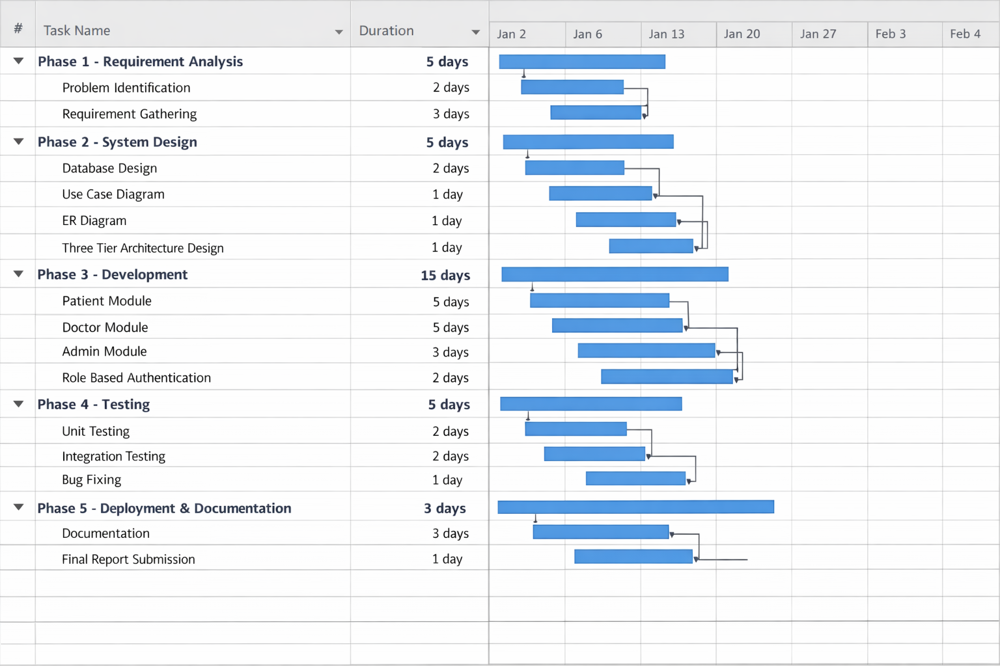 # Task Name Duration Jan 2 Jan 6 Jan 13 Jan 20 Jan 27 Feb 3 Feb 4
Phase 1 - Requirement Analysis 5 days
Problem Identification 2 days
Requirement Gathering 3 days
Phase 2 - System Design 5 days
Database Design 2 days
Use Case Diagram 1 day
ER Diagram 1 day
Three Tier Architecture Design 1 day
Phase 3 - Development 15 days
Patient Module 5 days
Doctor Module 5 days
Admin Module 3 days
Role Based Authentication 2 days
Phase 4 - Testing 5 days
Unit Testing 2 days
Integration Testing 2 days
Bug Fixing 1 day
Phase 5 - Deployment & Documentation 3 days
Documentation 3 days
Final Report Submission 1 day